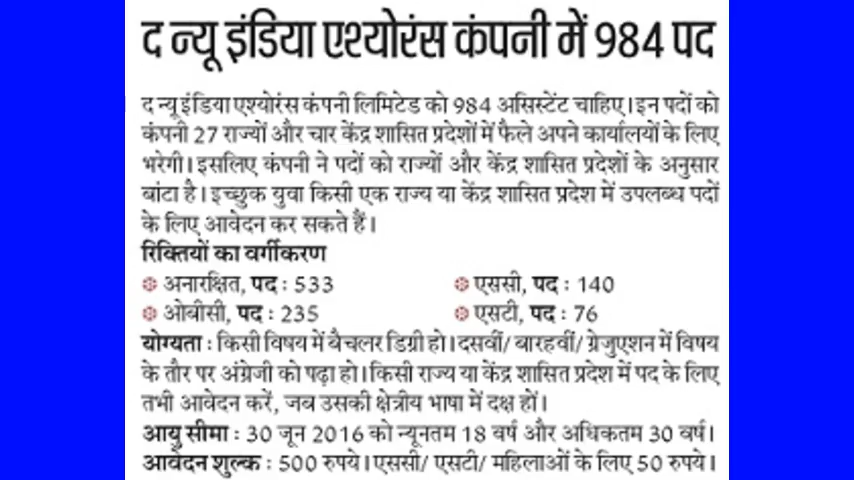 द न्यू इंडिया एश्योरंस कंपनी में 984 पद
द न्यू इंडिया एश्योरंस कंपनी लिमिटेड को 984 असिस्टेंट चाहिए। इन पदों को
कंपनी 27 राज्यों और चार केंद्र शासित प्रदेशों में फैले अपने कार्यालयों के लिए
भरेगी। इसलिए कंपनी ने पदों को राज्यों और केंद्र शासित प्रदेशों के अनुसार
बांटा है। इच्छुक युवा किसी एक राज्य या केंद्र शासित प्रदेश में उपलब्ध पदों
के लिए आवेदन कर सकते हैं।
रिक्तियों का वर्गीकरण
अनारक्षित, पद : 533 एससी, पद : 140
ओबीसी, पद : 235 एसटी, पद : 76
योग्यता : किसी विषय में बैचलर डिग्री हो। दसवीं/ बारहवीं/ ग्रेजुएशन में विषय
के तौर पर अंग्रेजी को पढ़ा हो। किसी राज्य या केंद्र शासित प्रदेश में पद के लिए
तभी आवेदन करें, जब उसकी क्षेत्रीय भाषा में दक्ष हों।
आयु सीमा : 30 जून 2016 को न्यूनतम 18 वर्ष और अधिकतम 30 वर्ष।
आवेदन शुल्क : 500 रुपये। एससी/ एसटी/ महिलाओं के लिए 50 रुपये।